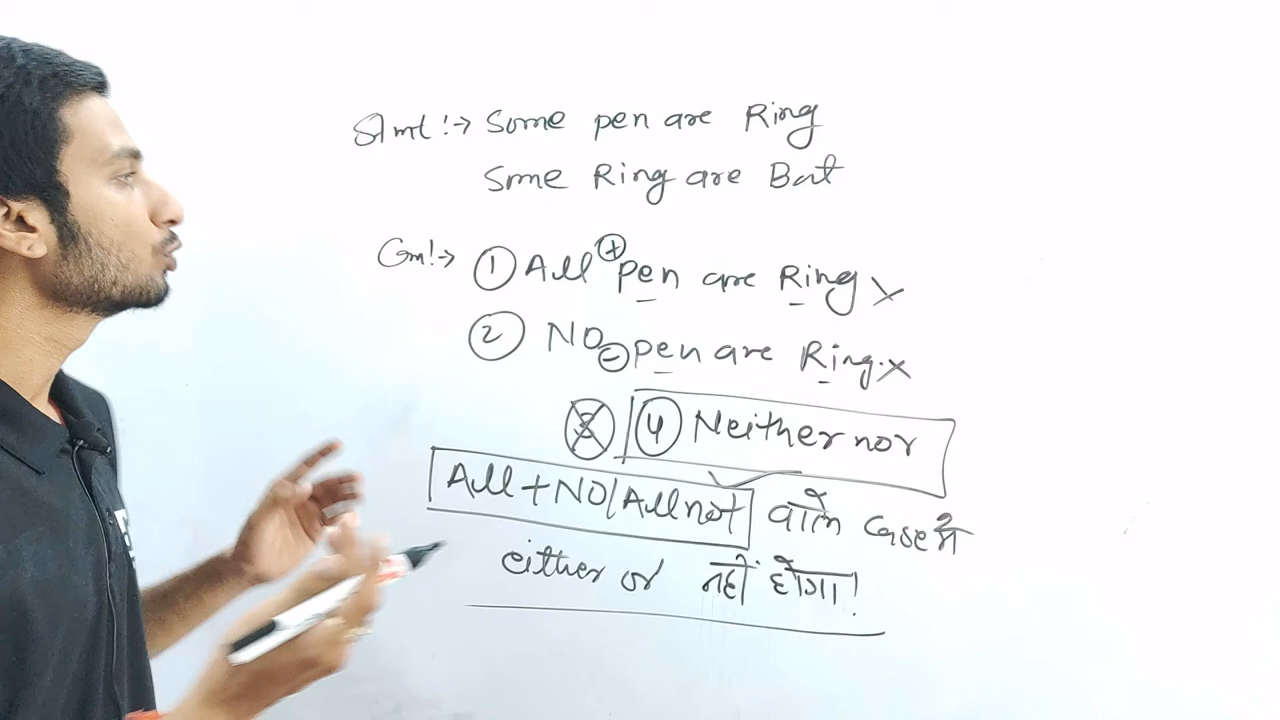 Stmt !→ Some pen are Ring
Some Ring are Bat
Con !→ ① All ⊕ pen are Ring ×
② NO ⊖ pen are Ring. ×
③ ④ Neither nor
All + NO/All not वाले case में
either or नहीं होगा!